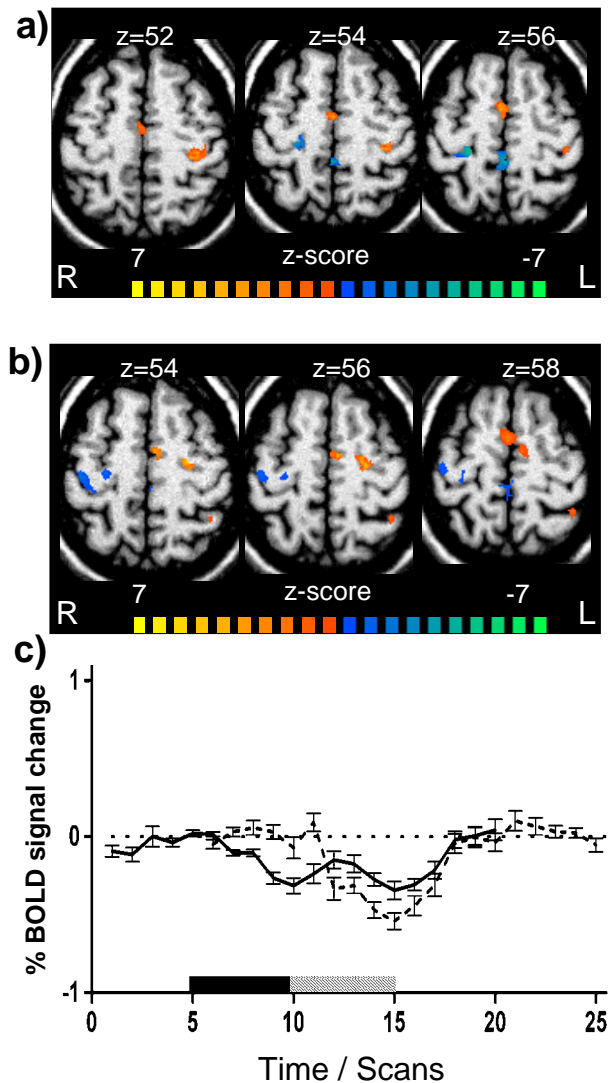 a)
z=52 z=54 z=56
7 z-score -7
R L
b)
z=54 z=56 z=58
7 z-score -7
R L
c)
% BOLD signal change
1
0
-1
0 5 10 15 20 25
Time / Scans